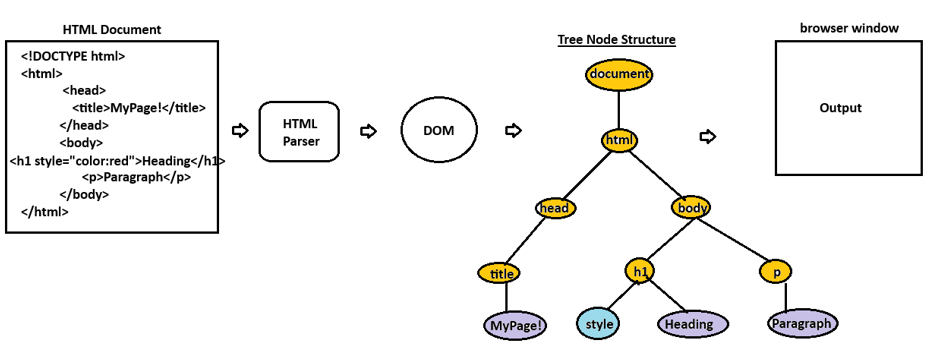 HTML Document
<!DOCTYPE html>
<html>
<head>
<title>MyPage!</title>
</head>
<body>
<h1 style="color:red">Heading</h1>
<p>Paragraph</p>
</body>
</html>
HTML
Parser
DOM
Tree Node Structure
document
html
head
body
title
h1
p
MyPage!
style
Heading
Paragraph
browser window
Output